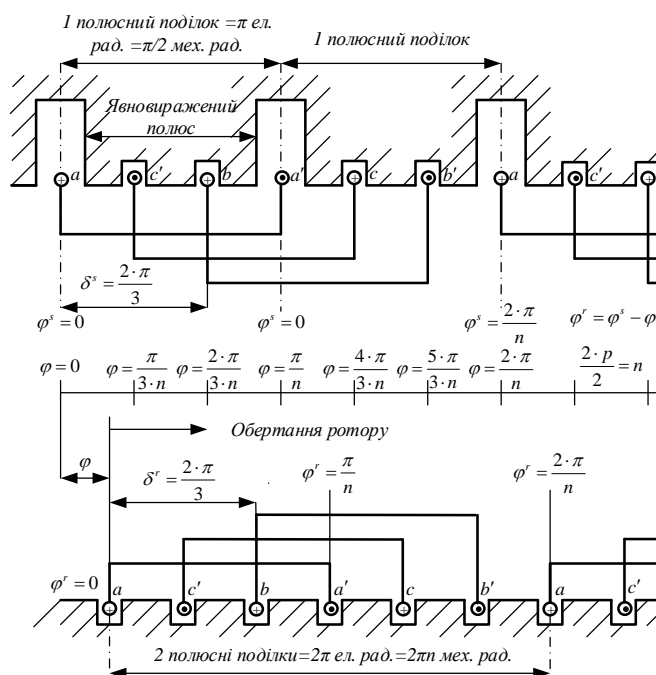 1 полюсний поділок =π ел.
рад. =π/2 мех. рад.
1 полюсний поділок
Явновиражений
полюс
a c′ b a′ c b′ a c′
δ^s = 2·π/3
φ^s = 0 φ^s = 0 φ^s = 2·π/n φ^r = φ^s − φ
φ = 0 φ = π/(3·n) φ = 2·π/(3·n) φ = π/n φ = 4·π/(3·n) φ = 5·π/(3·n) φ = 2·π/n 2·p/2 = n
Обертання ротору
φ
δ^r = 2·π/3 φ^r = π/n φ^r = 2·π/n
φ^r = 0
a c′ b a′ c b′ a c′
2 полюсні поділки=2π ел. рад.=2πn мех. рад.